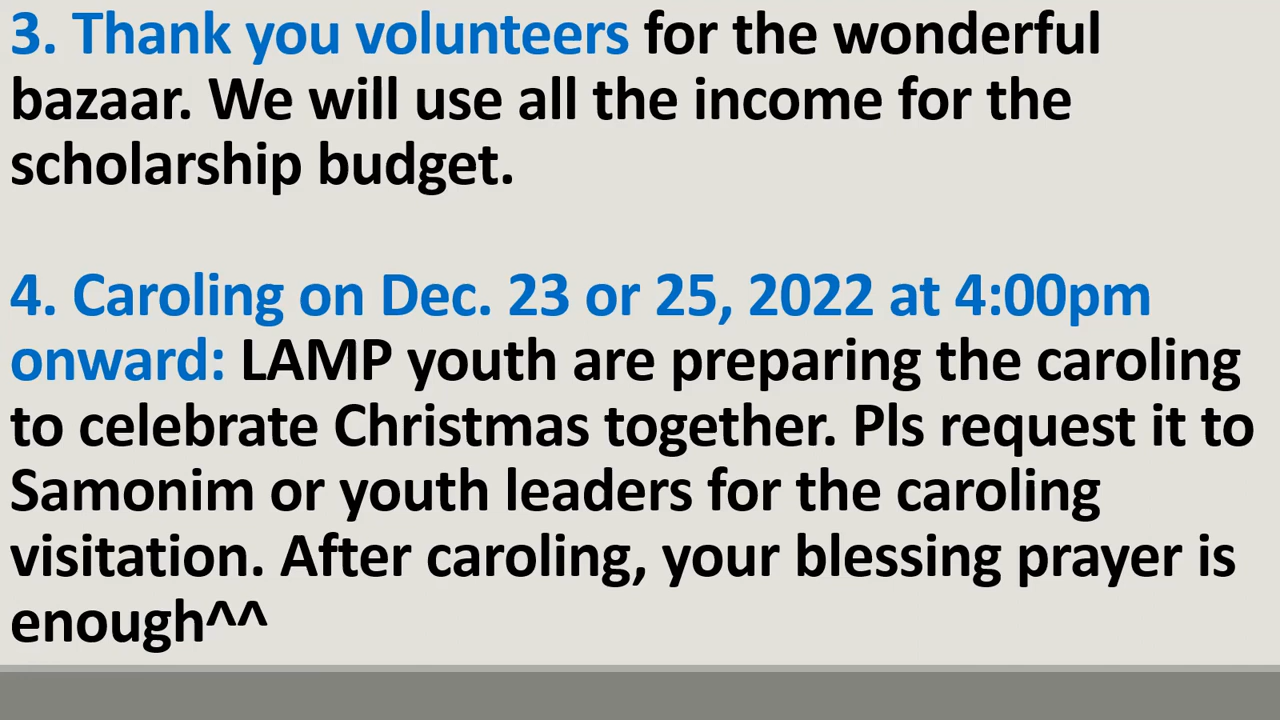 3. Thank you volunteers for the wonderful
bazaar. We will use all the income for the
scholarship budget.
4. Caroling on Dec. 23 or 25, 2022 at 4:00pm
onward: LAMP youth are preparing the caroling
to celebrate Christmas together. Pls request it to
Samonim or youth leaders for the caroling
visitation. After caroling, your blessing prayer is
enough^^